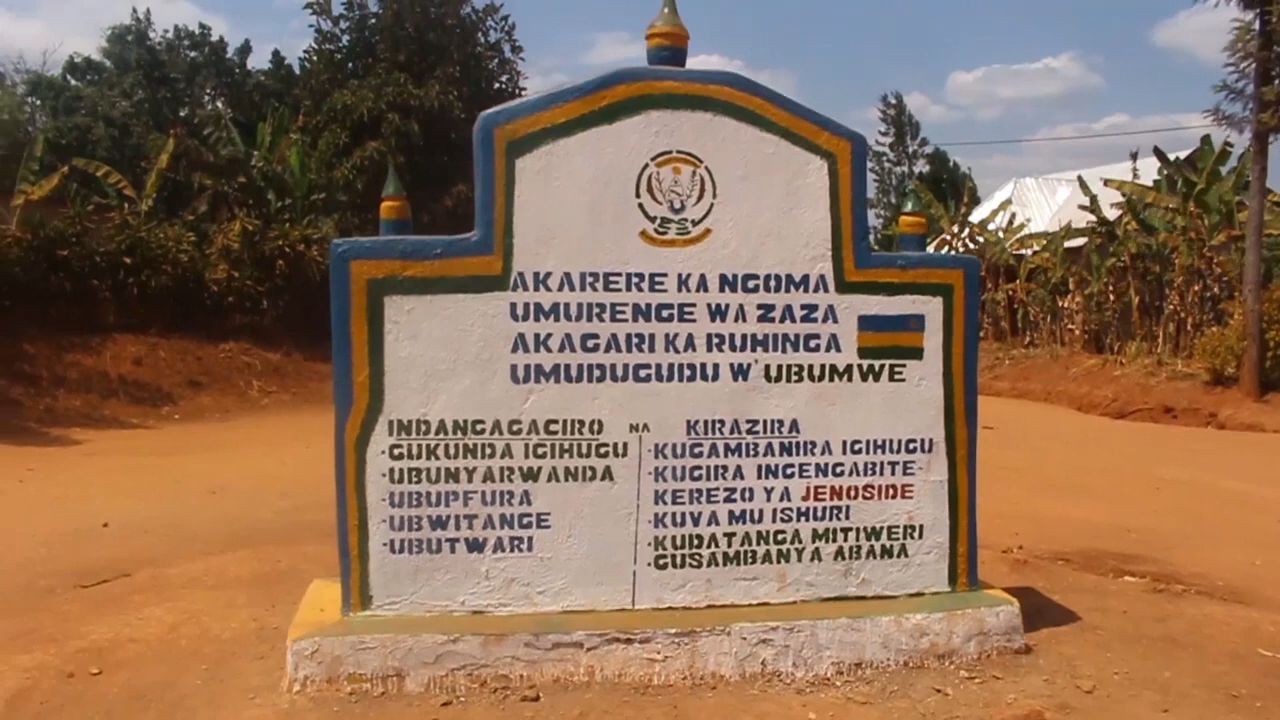 AKARERE KA NGOMA
UMURENGE WA ZAZA
AKAGARI KA RUHINGA
UMUDUGUDU W'UBUMWE
INDANGAGACIRO NA KIRAZIRA
·GUKUNDA IGIHUGU
·UBUNYARWANDA
·UBUPFURA
·UBWITANGE
·UBUTWARI
·KUGAMBANIRA IGIHUGU
·KUGIRA INGENGABITE-
KEREZO YA JENOSIDE
·KUVA MU ISHURI
·KUDATANGA MITIWERI
·GUSAMBANYA ABANA